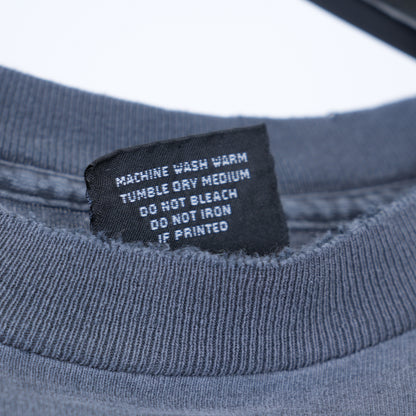 MACHINE WASH WARM
TUMBLE DRY MEDIUM
DO NOT BLEACH
DO NOT IRON
IF PRINTED